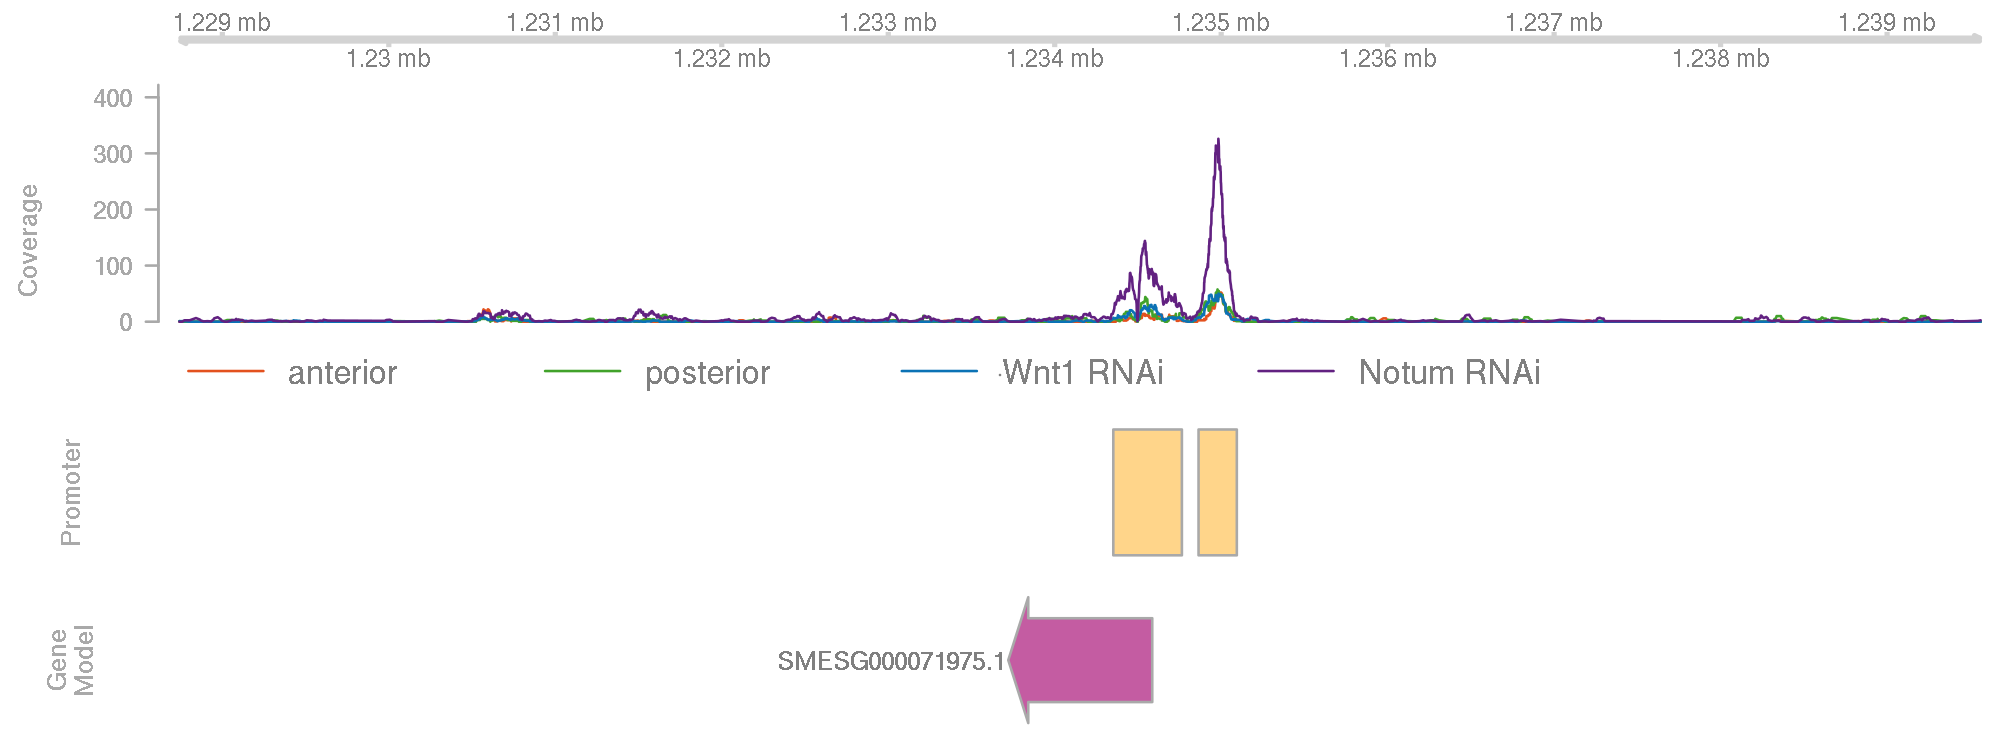 1.229 mb 1.231 mb 1.233 mb 1.235 mb 1.237 mb 1.239 mb
1.23 mb 1.232 mb 1.234 mb 1.236 mb 1.238 mb
400
300
200
100
0
Coverage
anterior posterior Wnt1 RNAi Notum RNAi
Promoter
Gene
Model
SMESG000071975.1